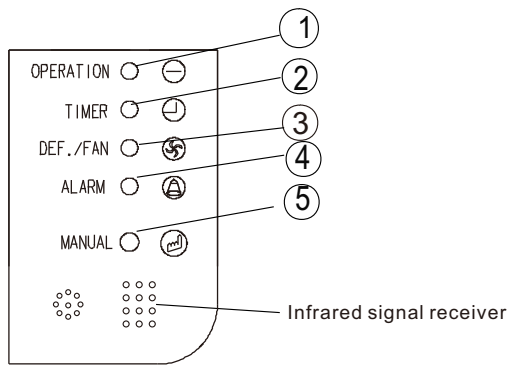 1
OPERATION
2
TIMER
3
DEF./FAN
4
ALARM
5
MANUAL
Infrared signal receiver